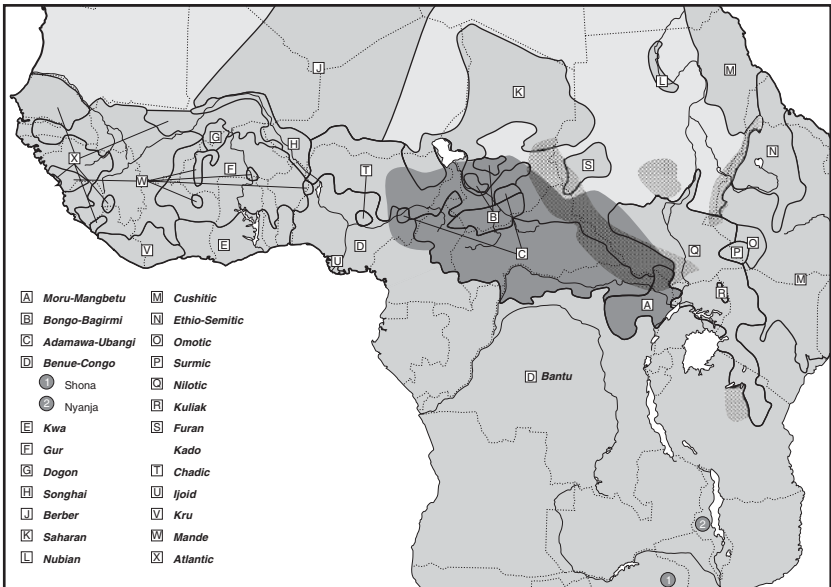 J
K
L
M
G
H
N
X
W
F
T
S
B
V
E
D
C
Q
P
O
U
M
R
A
D Bantu
2
1
A Moru-Mangbetu
B Bongo-Bagirmi
C Adamawa-Ubangi
D Benue-Congo
1 Shona
2 Nyanja
E Kwa
F Gur
G Dogon
H Songhai
J Berber
K Saharan
L Nubian
M Cushitic
N Ethio-Semitic
O Omotic
P Surmic
Q Nilotic
R Kuliak
S Furan
Kado
T Chadic
U Ijoid
V Kru
W Mande
X Atlantic